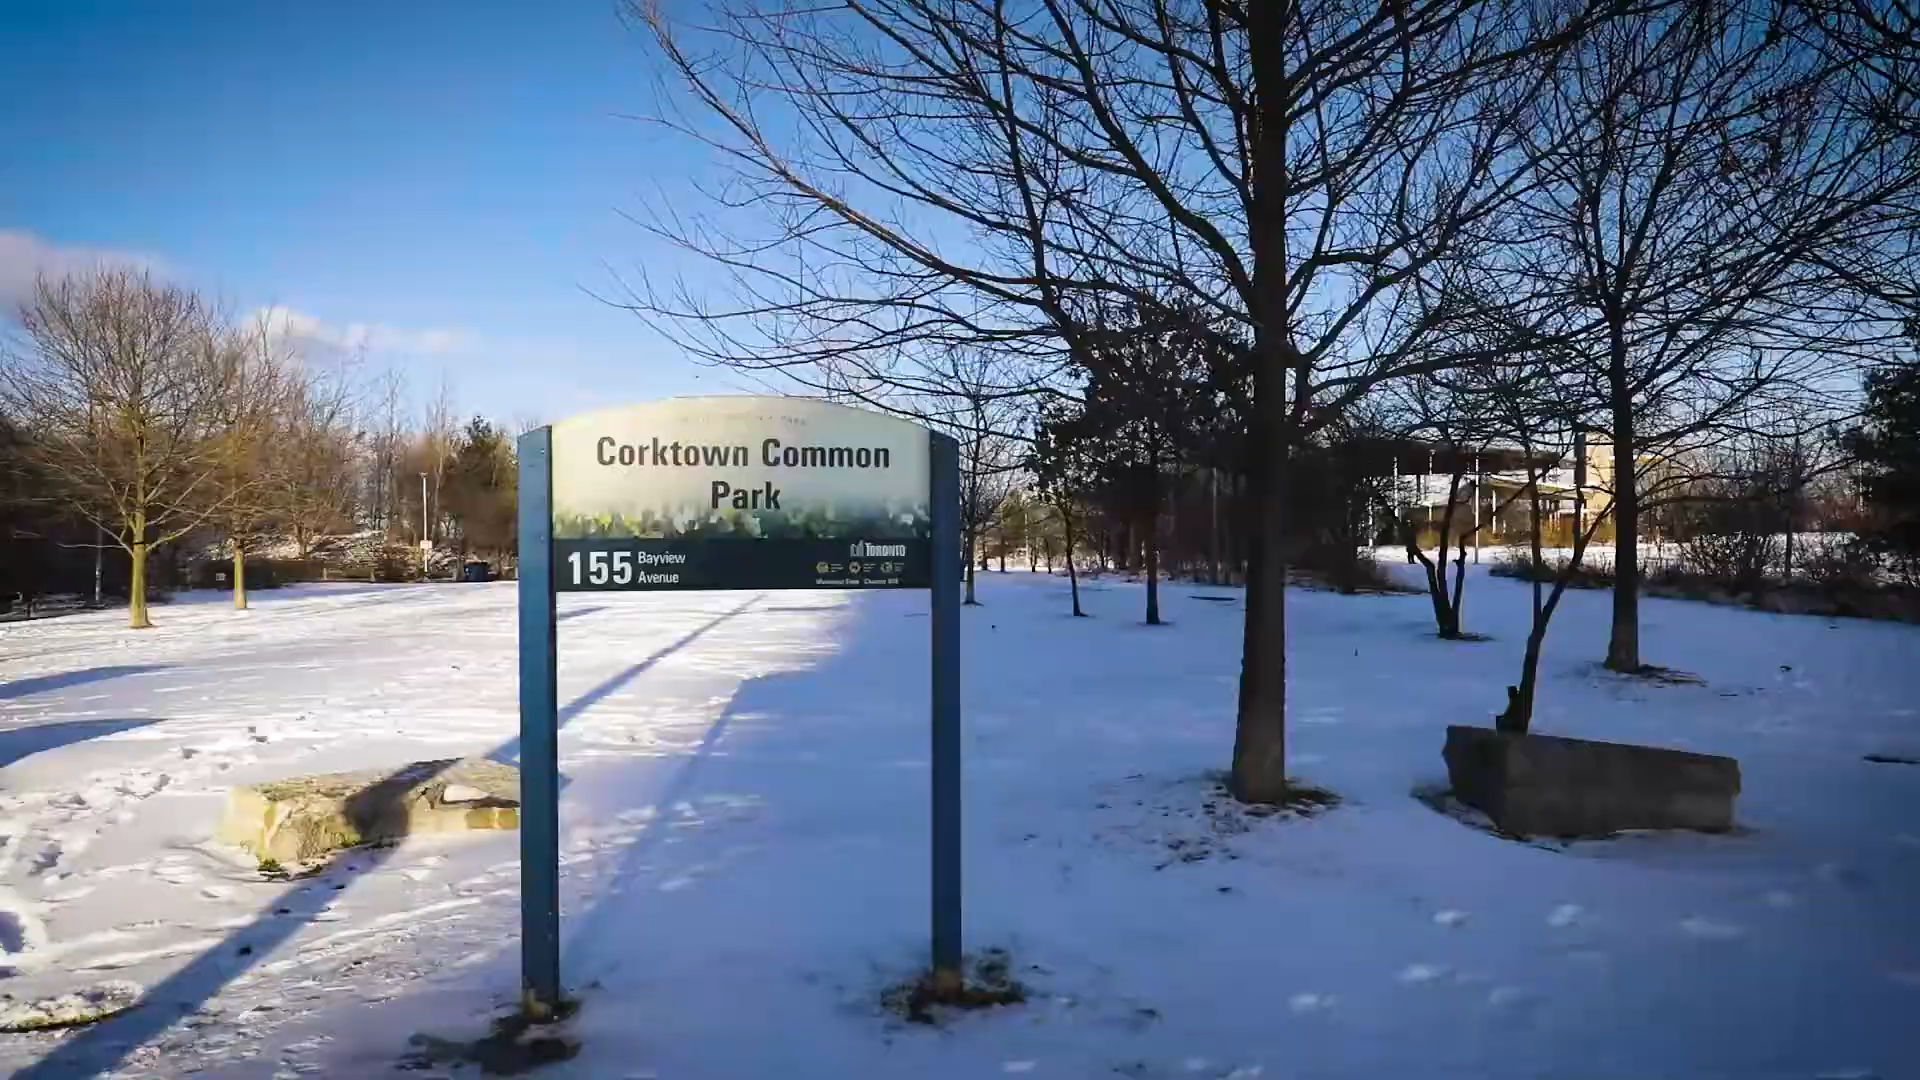 Corktown Common
Park
155 Bayview
Avenue
TORONTO